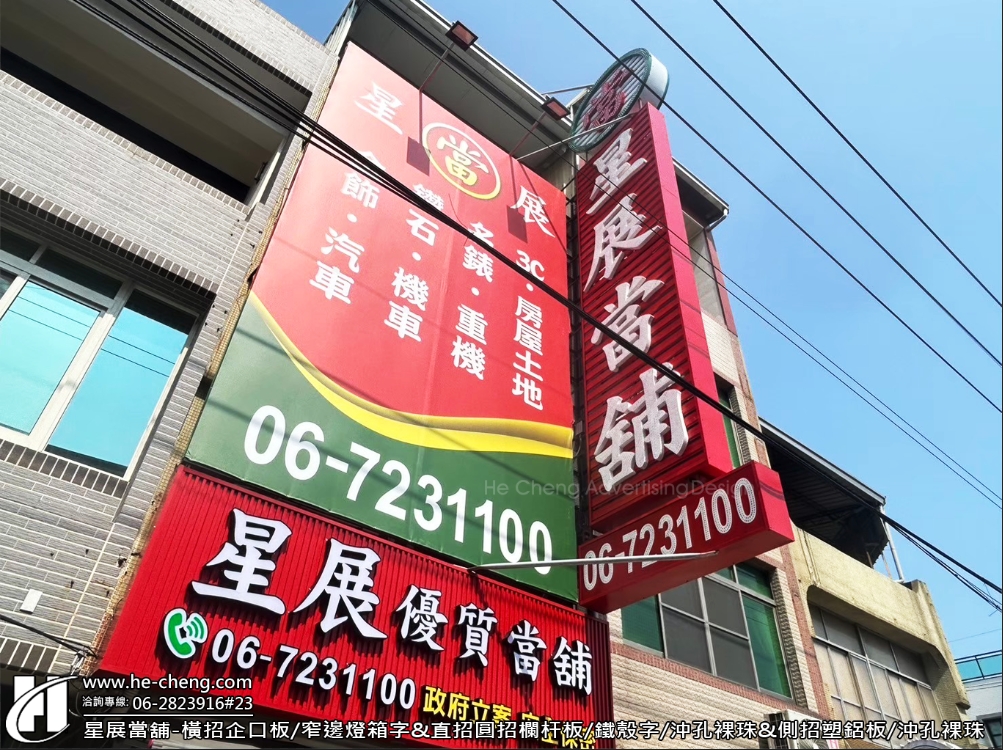 當
星展當舖
06-7231100
星 當 展
3C・房屋土地
名錶・重機
鑽石・機車
飾・汽車
06-7231100
星展優質當舖
06-7231100 政府立案
He Cheng Advertising Desi
www.he-cheng.com
洽詢專線: 06-2823916#23
星展當舖-橫招企口板/窄邊燈箱字&直招圓招欄杆板/鐵殼字/沖孔裸珠&側招塑鋁板/沖孔裸珠